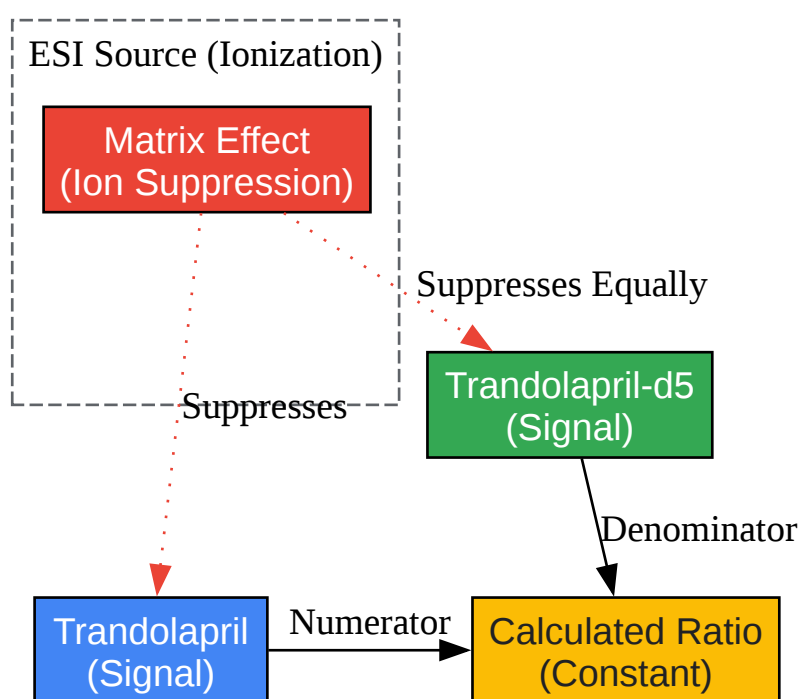 ESI Source (Ionization)
Matrix Effect
(Ion Suppression)
Suppresses Equally
Trandolapril-d5
(Signal)
Suppresses
Denominator
Trandolapril
(Signal)
Numerator
Calculated Ratio
(Constant)